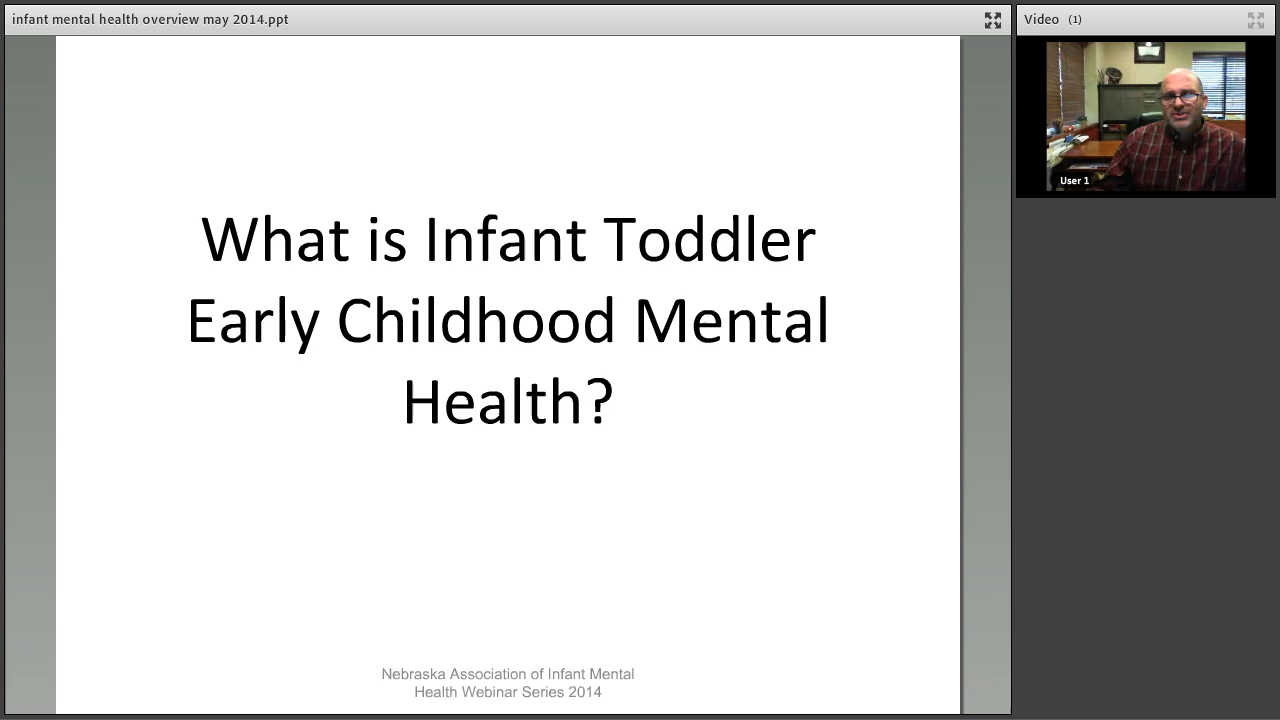 infant mental health overview may 2014.ppt
Video (1)
User 1
What is Infant Toddler
Early Childhood Mental
Health?
Nebraska Association of Infant Mental
Health Webinar Series 2014